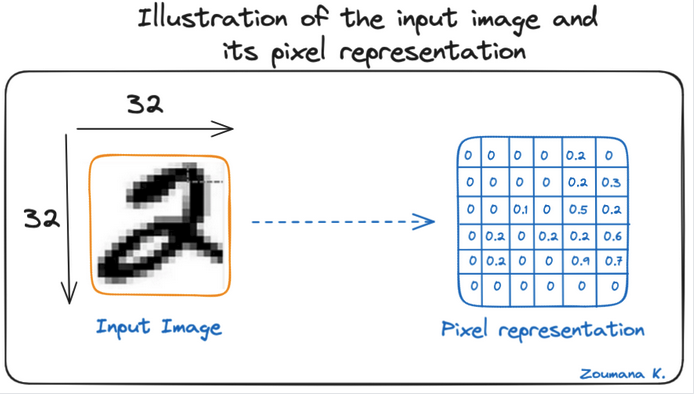 Illustration of the input image and
its pixel representation
32
32
0 0 0 0 0.2 0
0 0 0 0 0.2 0.3
0 0 0.1 0 0.5 0.2
0 0.2 0 0.2 0.2 0.6
0 0.2 0 0 0.9 0.7
0 0 0 0 0 0
Input Image
Pixel representation
Zoumana K.